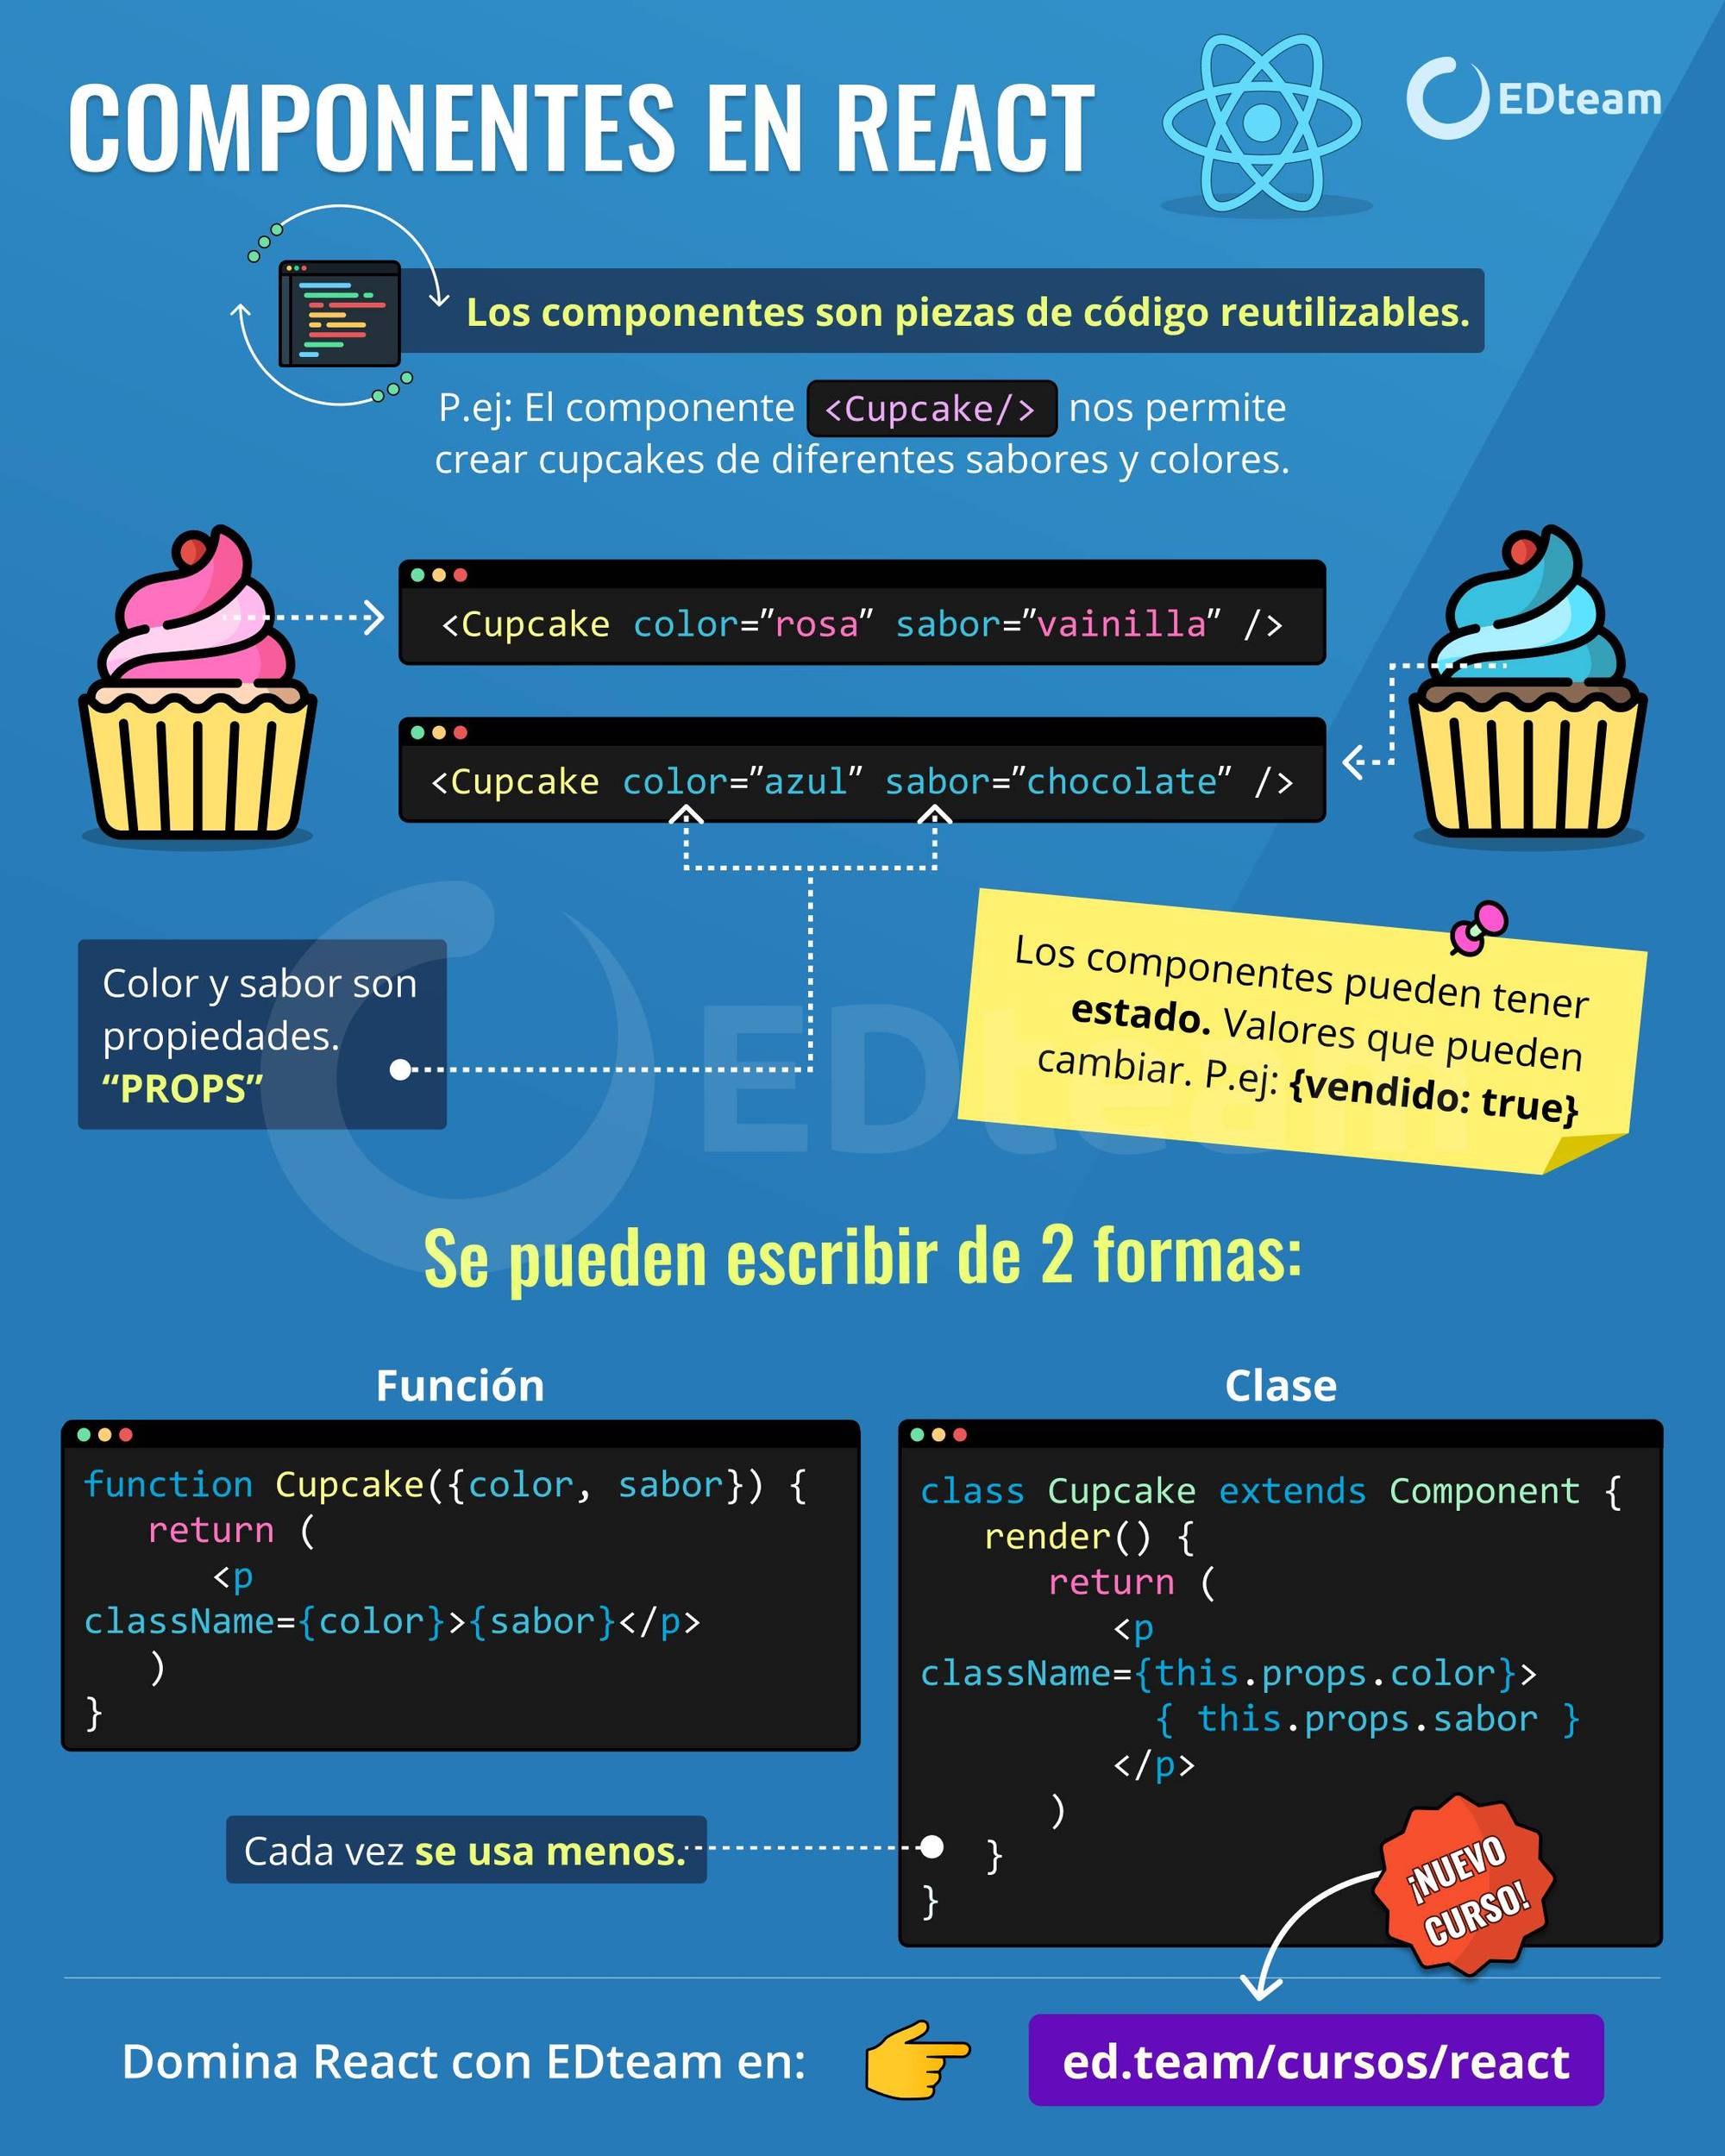 COMPONENTES EN REACT
EDteam
Los componentes son piezas de código reutilizables.
P.ej: El componente <Cupcake/> nos permite
crear cupcakes de diferentes sabores y colores.
<Cupcake color=”rosa” sabor=”vainilla” />
<Cupcake color=”azul” sabor=”chocolate” />
Color y sabor son
propiedades.
“PROPS”
Los componentes pueden tener
estado. Valores que pueden
cambiar. P.ej: {vendido: true}
EDteam
Se pueden escribir de 2 formas:
Función
function Cupcake({color, sabor}) {
return (
<p
className={color}>{sabor}</p>
)
}
Cada vez se usa menos.
Clase
class Cupcake extends Component {
render() {
return (
<p
className={this.props.color}>
{ this.props.sabor }
</p>
)
}
}
¡NUEVO
CURSO!
Domina React con EDteam en:
ed.team/cursos/react